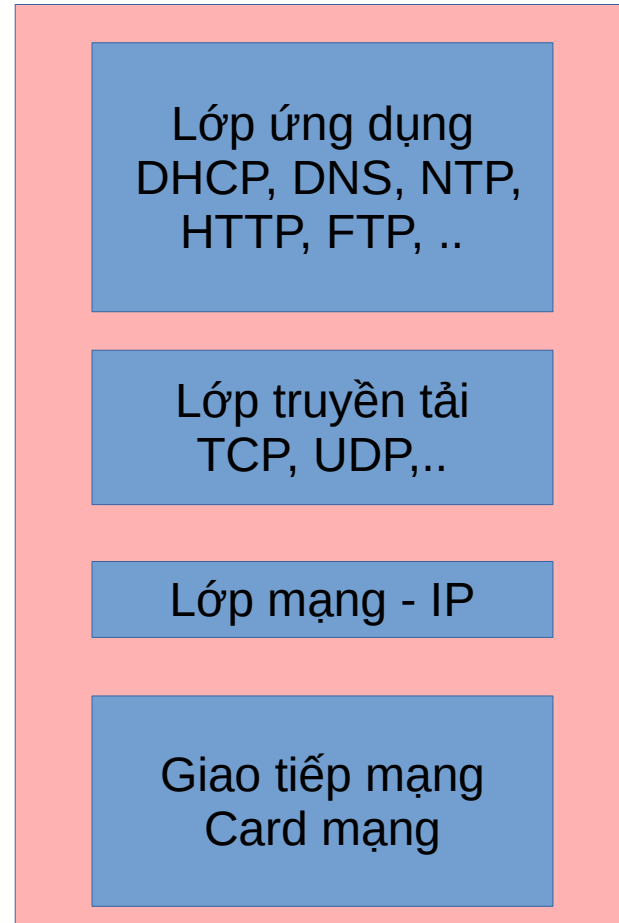 Lớp ứng dụng
DHCP, DNS, NTP,
HTTP, FTP, ..
Lớp truyền tải
TCP, UDP,..
Lớp mạng - IP
Giao tiếp mạng
Card mạng